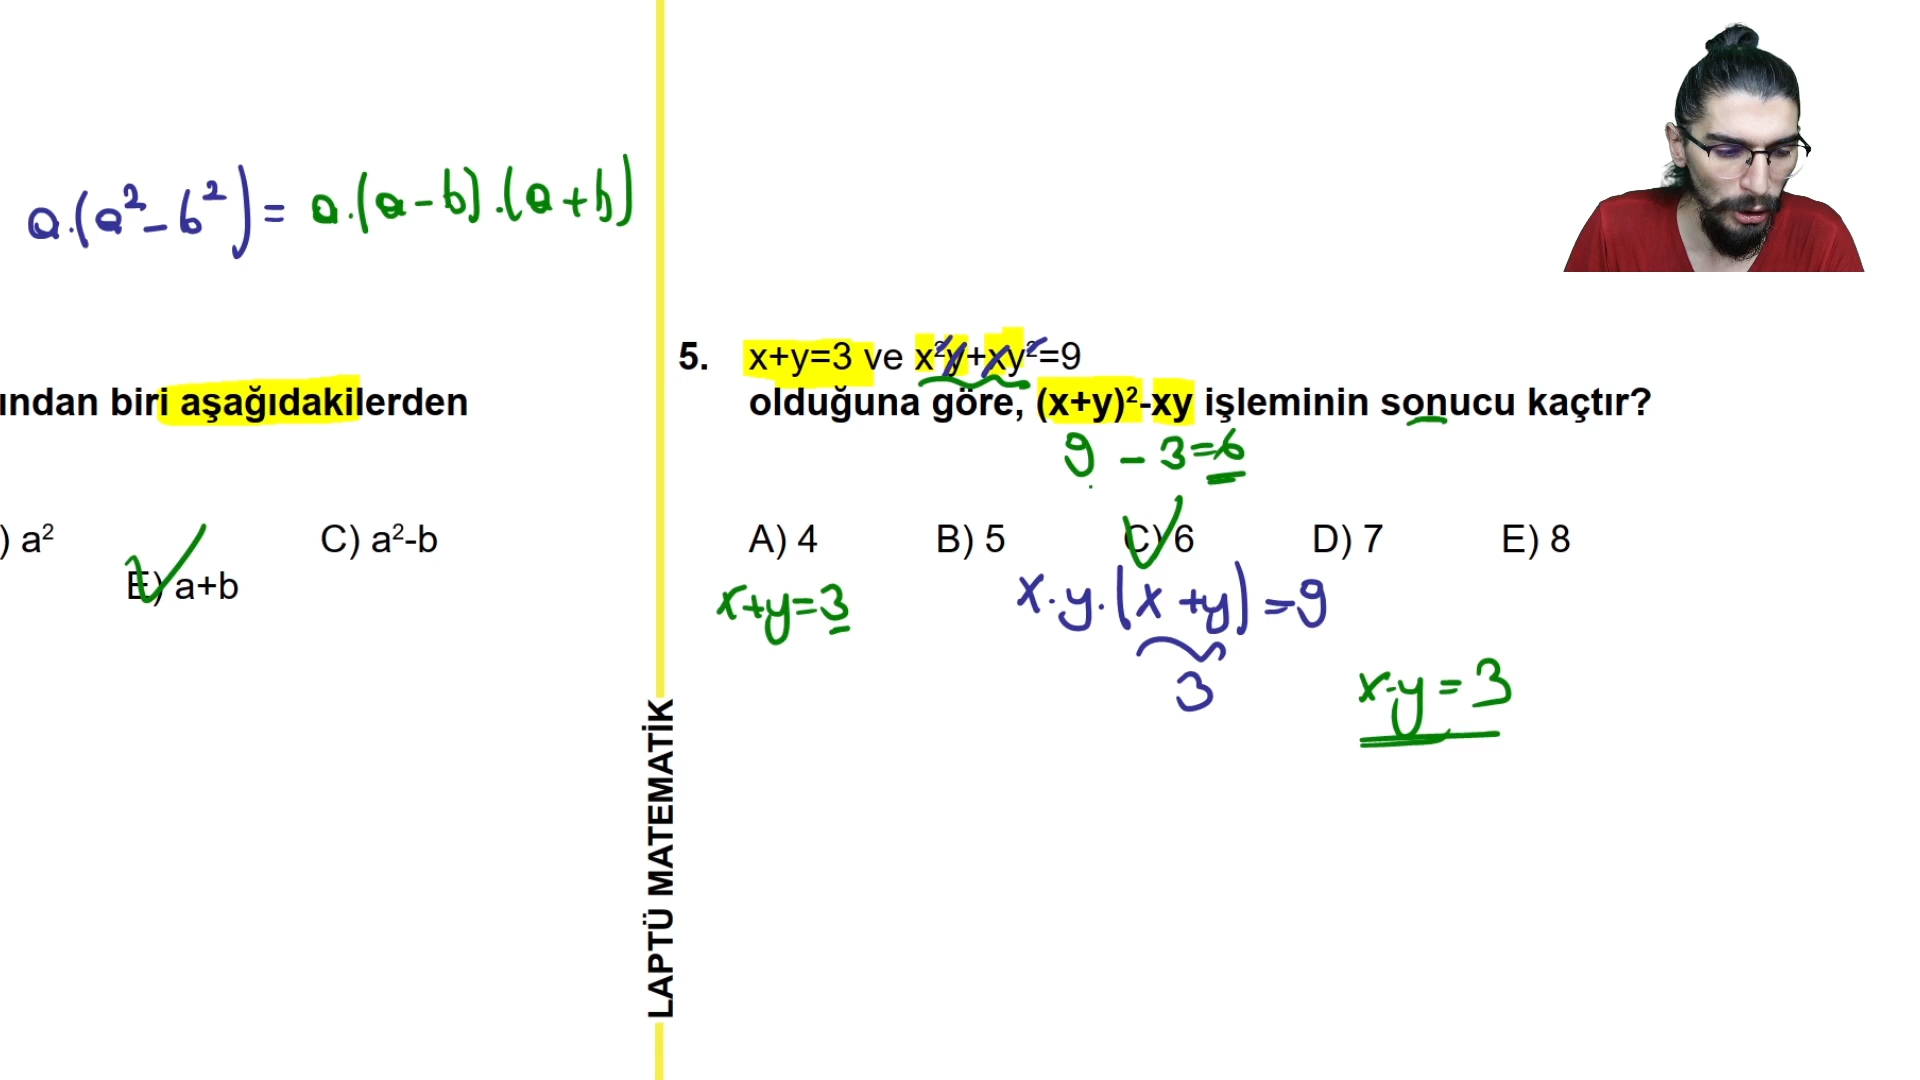 a.(a²-b²)= a.(a-b).(a+b)
ından biri aşağıdakilerden
) a² C) a²-b
E) a+b
LAPTÜ MATEMATİK
5. x+y=3 ve x²y+xy²=9
olduğuna göre, (x+y)²-xy işleminin sonucu kaçtır?
9 - 3=6
A) 4 B) 5 C) 6 D) 7 E) 8
x+y=3 x.y.(x+y)=9
3 x.y=3